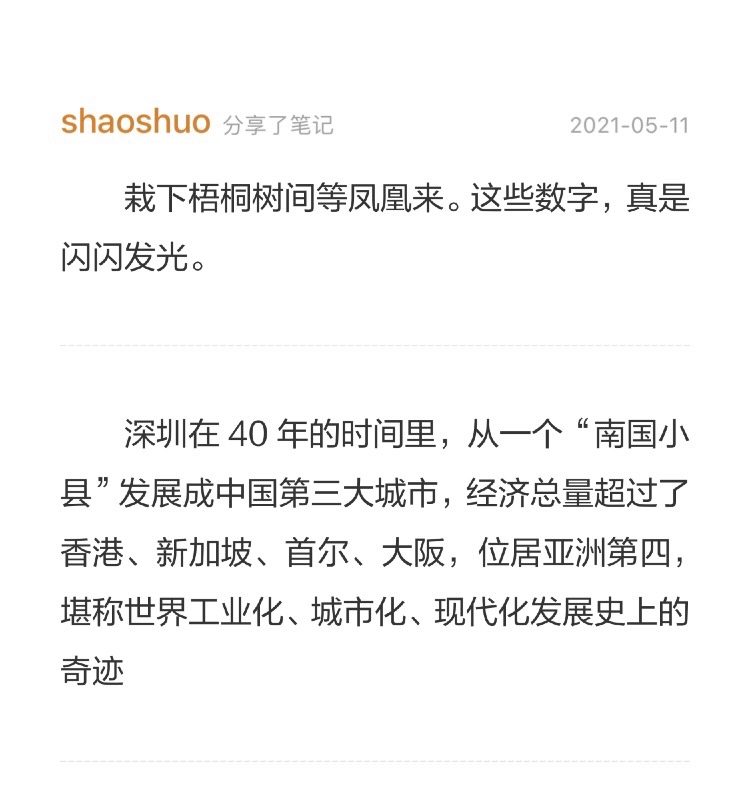 shaoshuo 分享了笔记 2021-05-11
栽下梧桐树间等凤凰来。这些数字，真是
闪闪发光。
深圳在 40 年的时间里，从一个“南国小
县”发展成中国第三大城市，经济总量超过了
香港、新加坡、首尔、大阪，位居亚洲第四，
堪称世界工业化、城市化、现代化发展史上的
奇迹